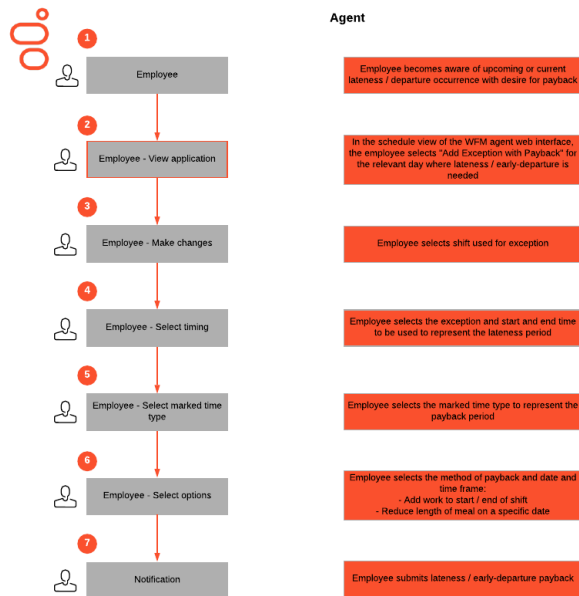 Agent
1
Employee
Employee becomes aware of upcoming or current
lateness / departure occurrence with desire for payback
2
Employee - View application
In the schedule view of the WFM agent web interface,
the employee selects "Add Exception with Payback" for
the relevant day where lateness / early-departure is
needed
3
Employee - Make changes
Employee selects shift used for exception
4
Employee - Select timing
Employee selects the exception and start and end time
to be used to represent the lateness period
5
Employee - Select marked time
type
Employee selects the marked time type to represent the
payback period
6
Employee - Select options
Employee selects the method of payback and date and
time frame:
- Add work to start / end of shift
- Reduce length of meal on a specific date
7
Notification
Employee submits lateness / early-departure payback